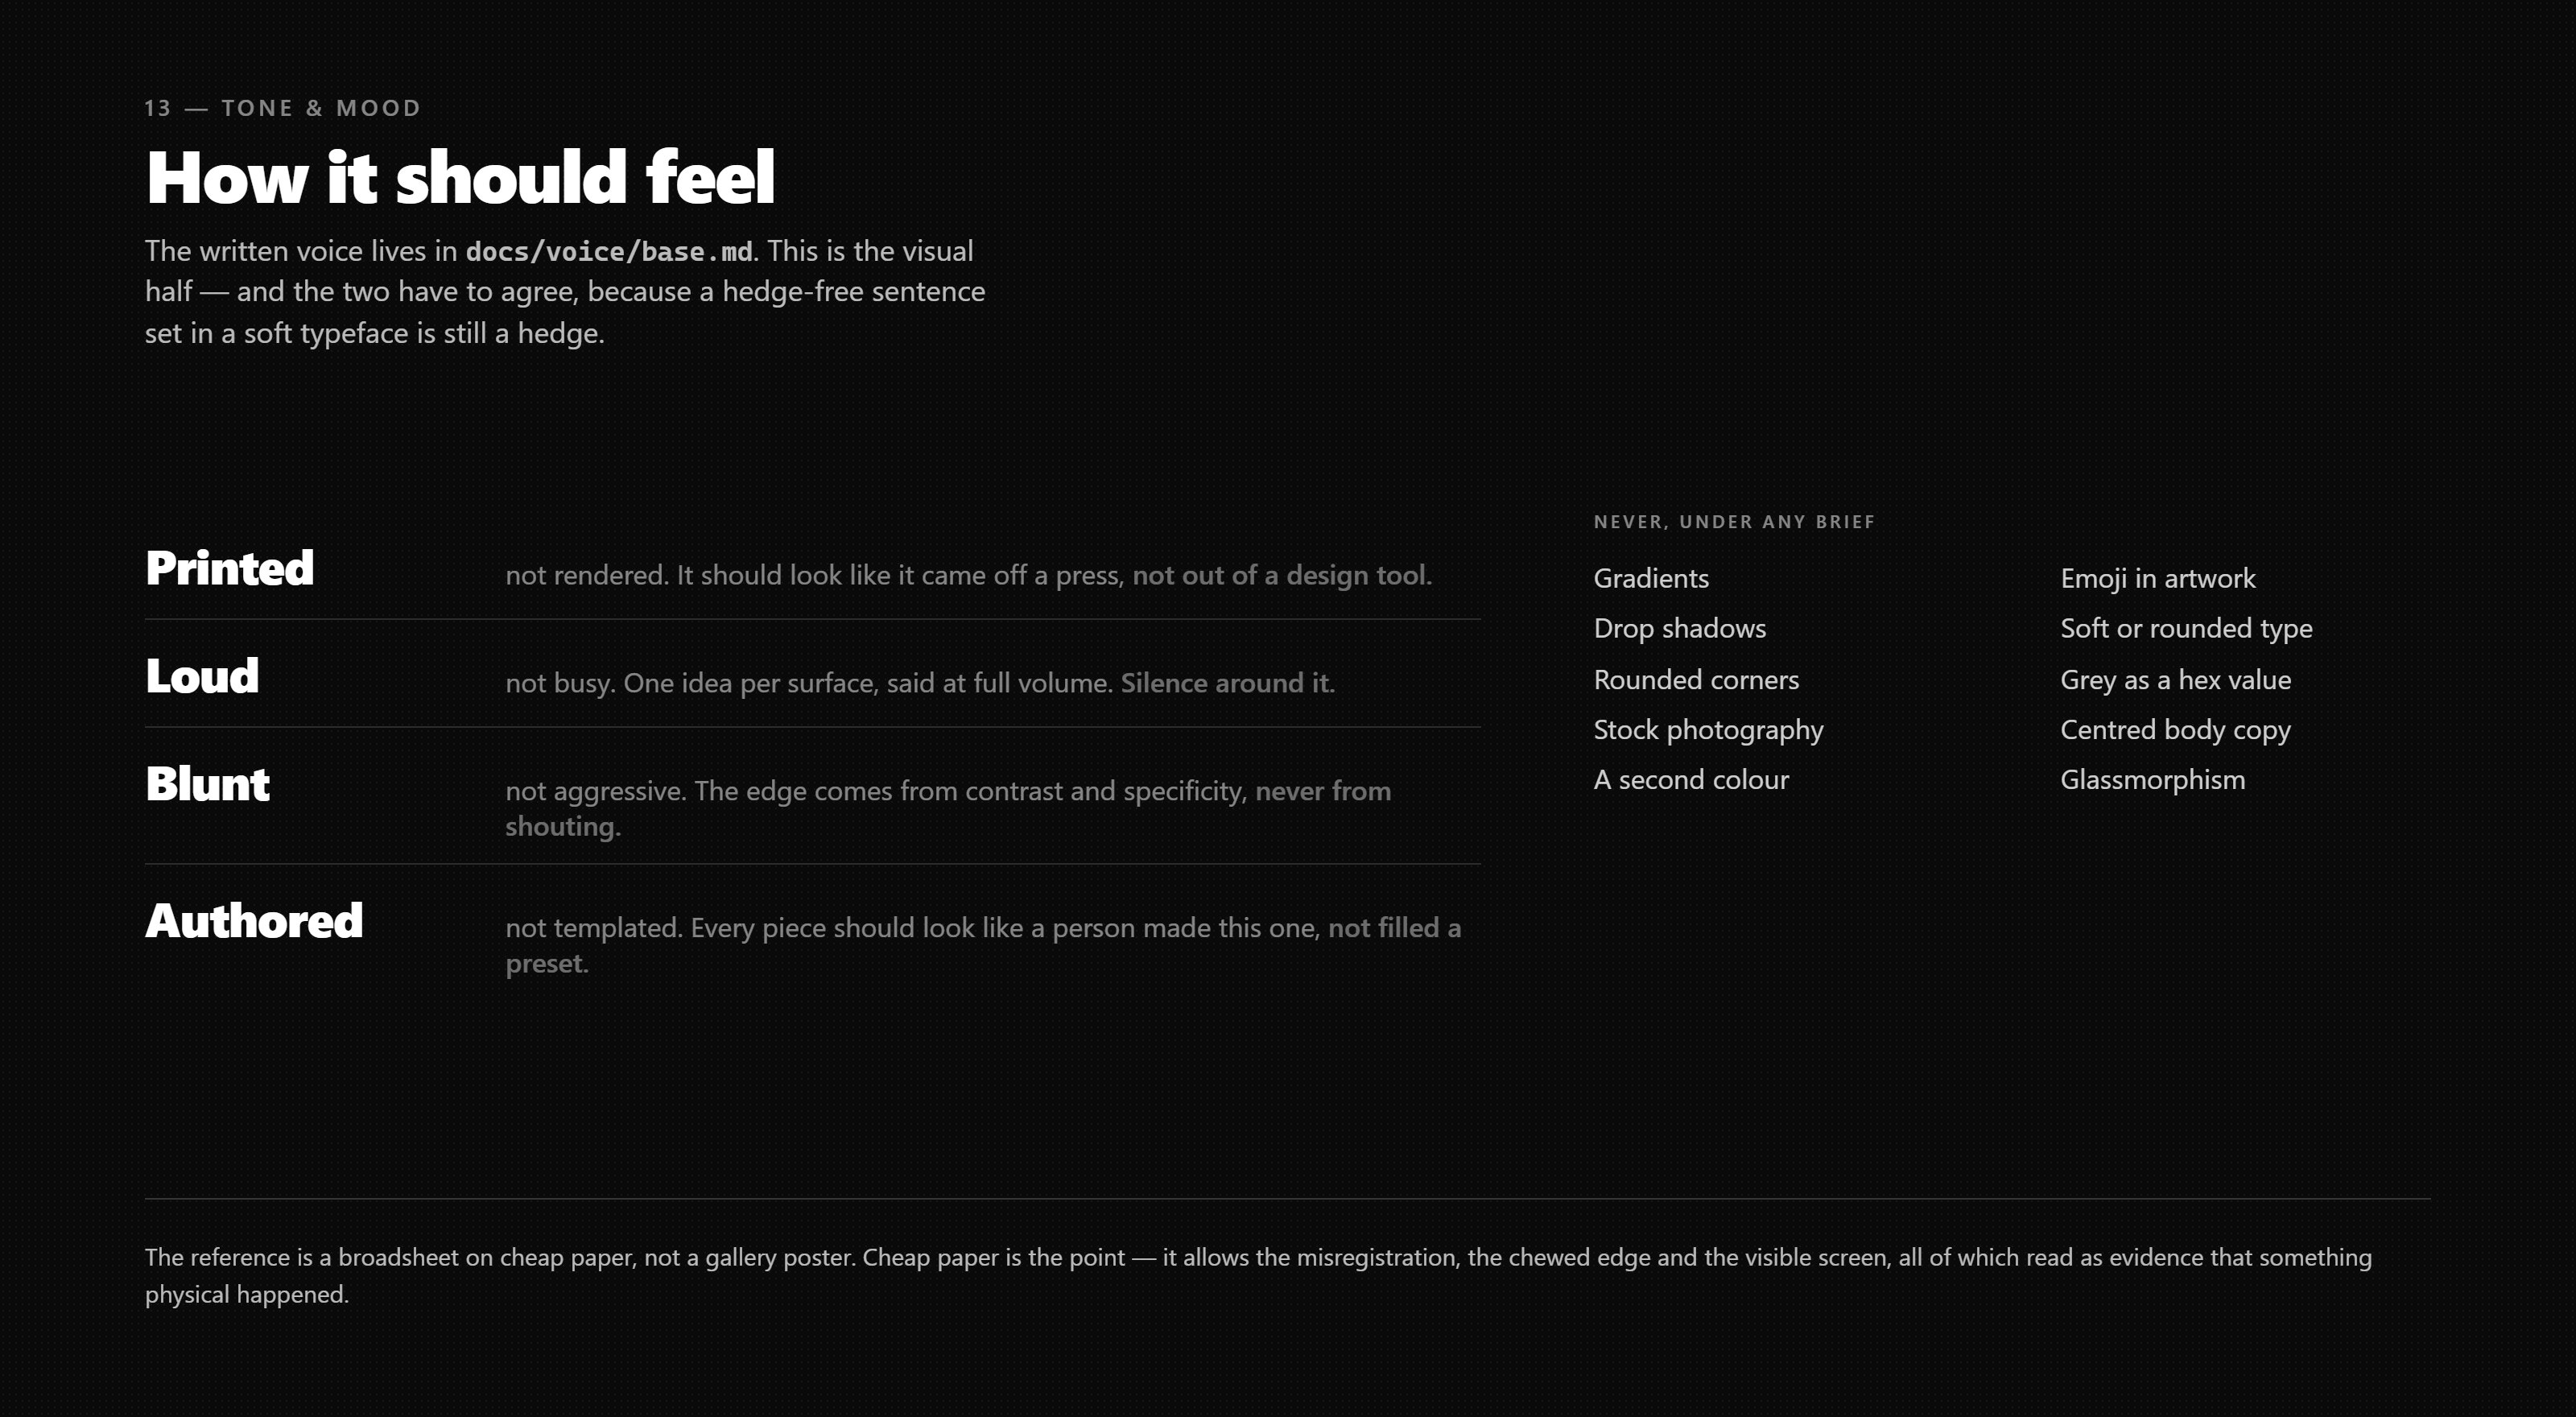 13 — TONE & MOOD
How it should feel
The written voice lives in docs/voice/base.md. This is the visual
half — and the two have to agree, because a hedge-free sentence
set in a soft typeface is still a hedge.
Printed
not rendered. It should look like it came off a press, not out of a design tool.
Loud
not busy. One idea per surface, said at full volume. Silence around it.
Blunt
not aggressive. The edge comes from contrast and specificity, never from
shouting.
Authored
not templated. Every piece should look like a person made this one, not filled a
preset.
NEVER, UNDER ANY BRIEF
Gradients
Drop shadows
Rounded corners
Stock photography
A second colour
Emoji in artwork
Soft or rounded type
Grey as a hex value
Centred body copy
Glassmorphism
The reference is a broadsheet on cheap paper, not a gallery poster. Cheap paper is the point — it allows the misregistration, the chewed edge and the visible screen, all of which read as evidence that something
physical happened.